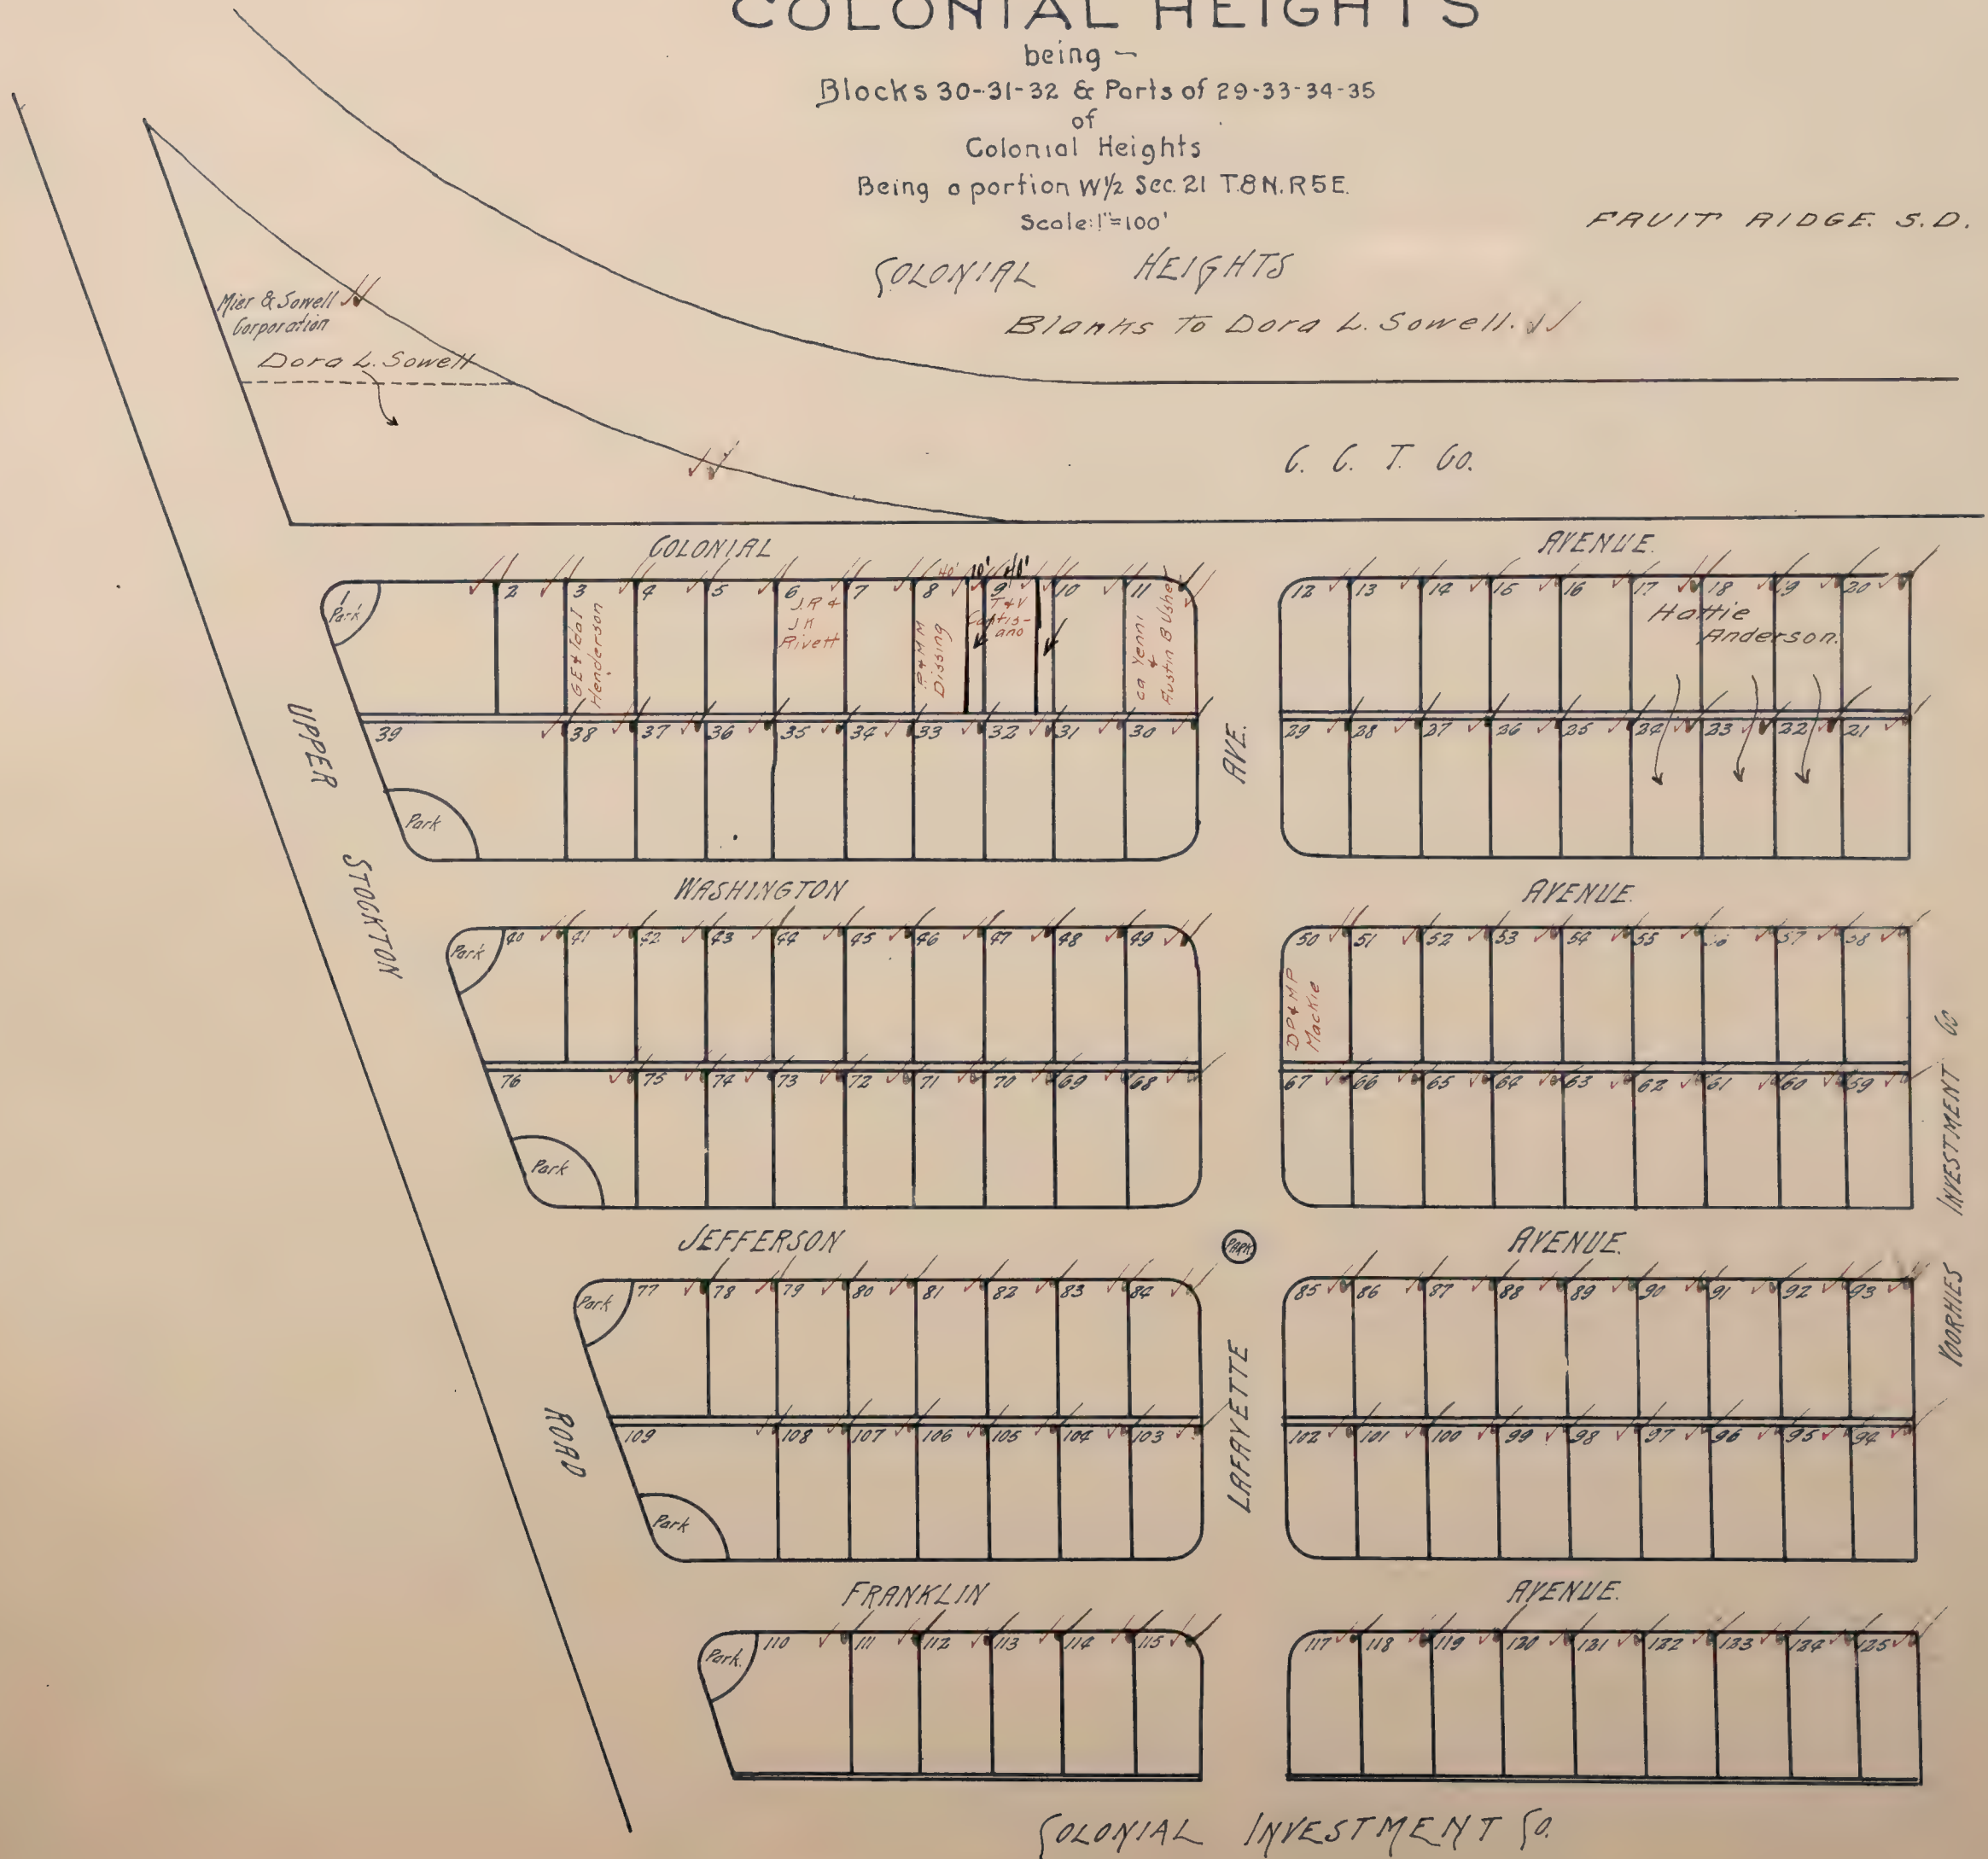 COLONIAL HEIGHTS
being –
Blocks 30-31-32 & Parts of 29-33-34-35
of
Colonial Heights
Being a portion W½ Sec. 21 T.8N. R5E.
Scale: 1"=100'
FRUIT RIDGE. S.D.
COLONIAL HEIGHTS
Blanks To Dora L. Sowell.
Mier & Sowell
Corporation
Dora L. Sowell
C. C. T. Co.
COLONIAL AVENUE.
40' 10' 40'
1 2 3 4 5 6 7 8 9 10 11
Park
GE & Ida I
Henderson
J.R &
J K
Rivett
P & M M
Dissing
T & V
ano
ca Yenni
&
Austin B Usher
12 13 14 15 16 17 18 19 20
Hattie
Anderson.
39 38 37 36 35 34 33 32 31 30
Park
29 28 27 26 25 24 23 22 21
UPPER STOCKTON ROAD
LAFAYETTE AVE.
WASHINGTON AVENUE.
Park
40 41 42 43 44 45 46 47 48 49
50 51 52 53 54 55 56 57 58
DP & MP
Mackie
76 75 74 73 72 71 70 69 68
Park
67 66 65 64 63 62 61 60 59
VOORHIES INVESTMENT Co
JEFFERSON AVENUE.
PARK
Park
77 78 79 80 81 82 83 84
85 86 87 88 89 90 91 92 93
109 108 107 106 105 104 103
Park
102 101 100 99 98 97 96 95 94
FRANKLIN AVENUE.
Park.
110 111 112 113 114 115
117 118 119 120 121 122 123 124 125
COLONIAL INVESTMENT CO.